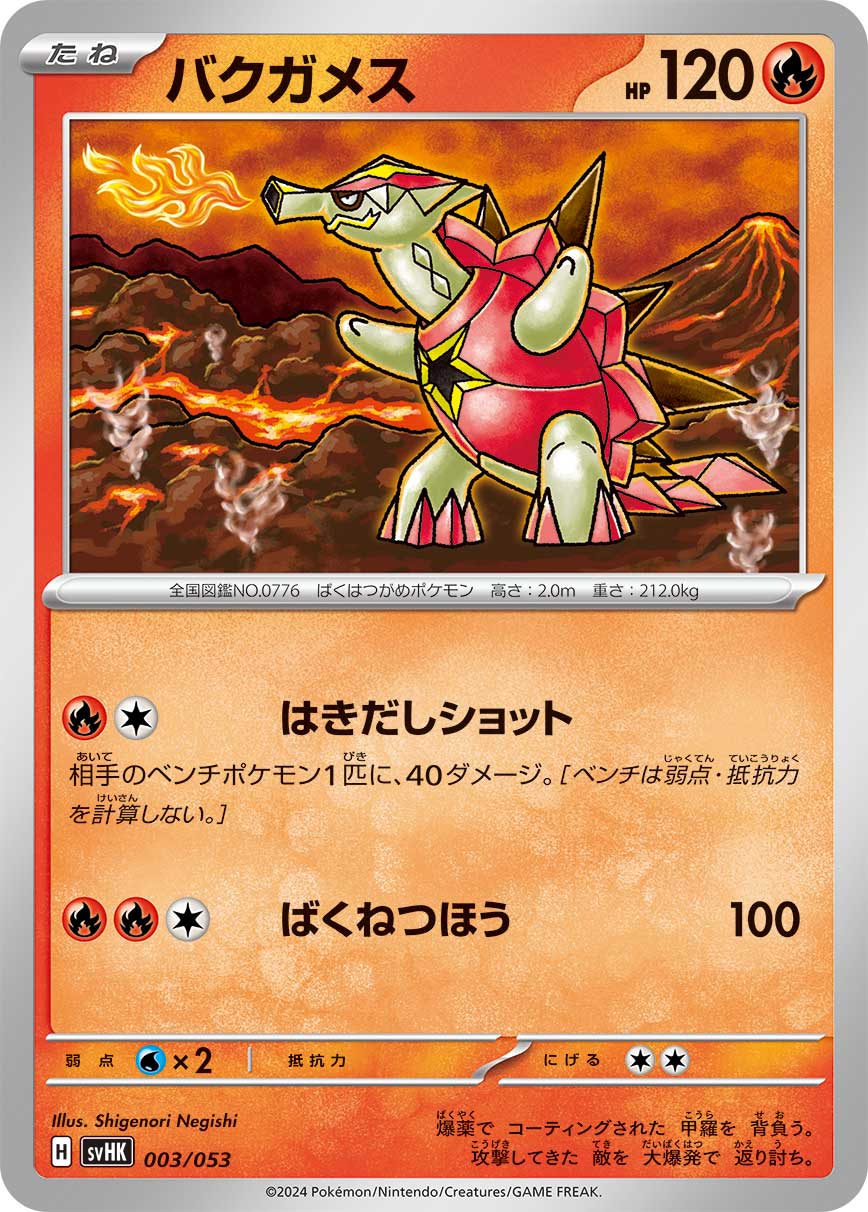 たね
バクガメス
HP 120
全国図鑑NO.0776 ばくはつがめポケモン 高さ:2.0m 重さ:212.0kg
はきだしショット
相手のベンチポケモン1匹に、40ダメージ。[ベンチは弱点・抵抗力
を計算しない。]
ばくねつほう 100
弱点 ×2 抵抗力 にげる
Illus. Shigenori Negishi
H svHK 003/053
爆薬で コーティングされた 甲羅を 背負う。
攻撃してきた 敵を 大爆発で 返り討ち。
©2024 Pokémon/Nintendo/Creatures/GAME FREAK.